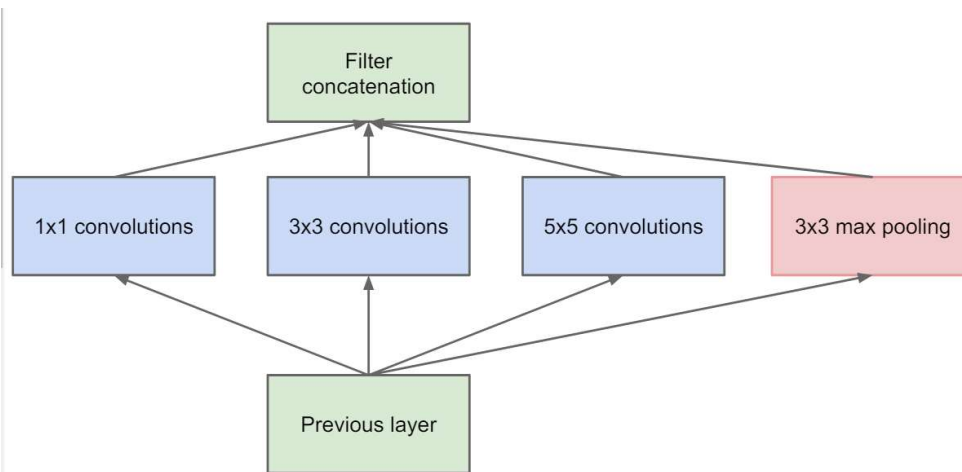 Filter
concatenation
1x1 convolutions
3x3 convolutions
5x5 convolutions
3x3 max pooling
Previous layer